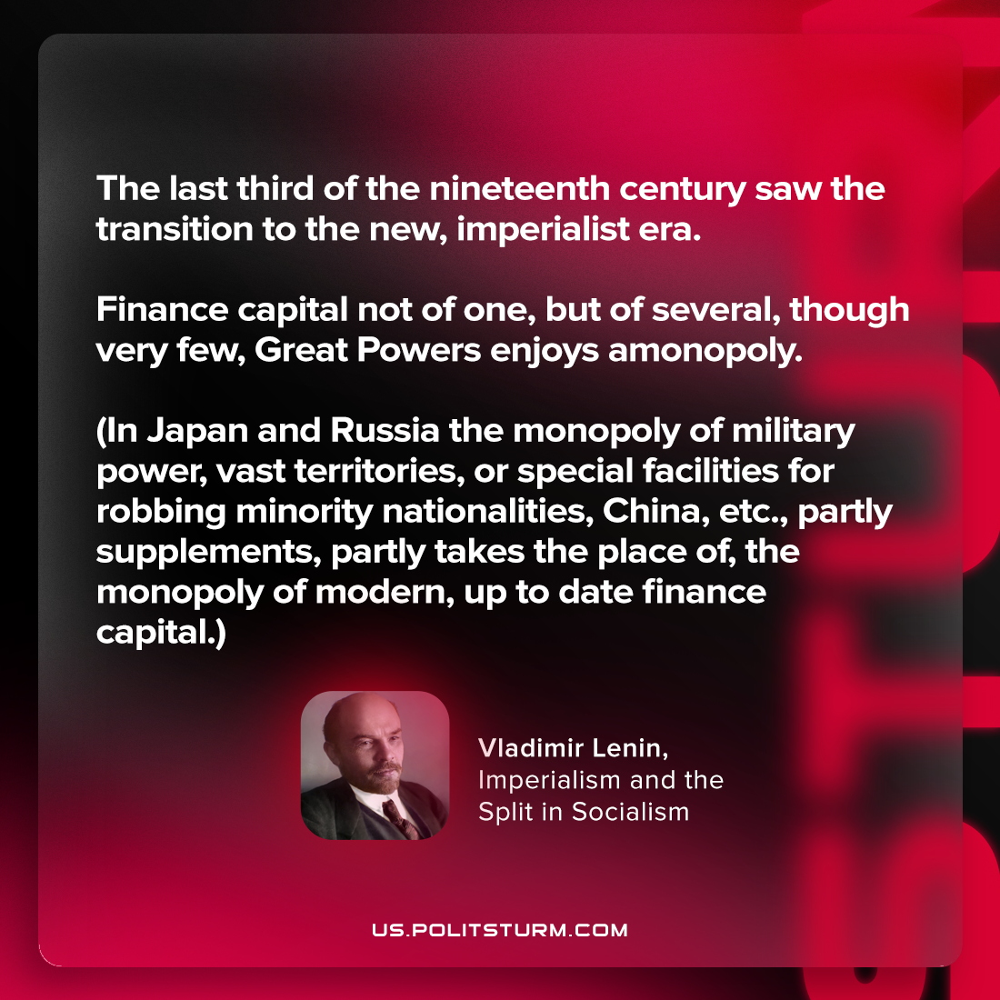 The last third of the nineteenth century saw the
transition to the new, imperialist era.
Finance capital not of one, but of several, though
very few, Great Powers enjoys amonopoly.
(In Japan and Russia the monopoly of military
power, vast territories, or special facilities for
robbing minority nationalities, China, etc., partly
supplements, partly takes the place of, the
monopoly of modern, up to date finance
capital.)
Vladimir Lenin,
Imperialism and the
Split in Socialism
US.POLITSTURM.COM